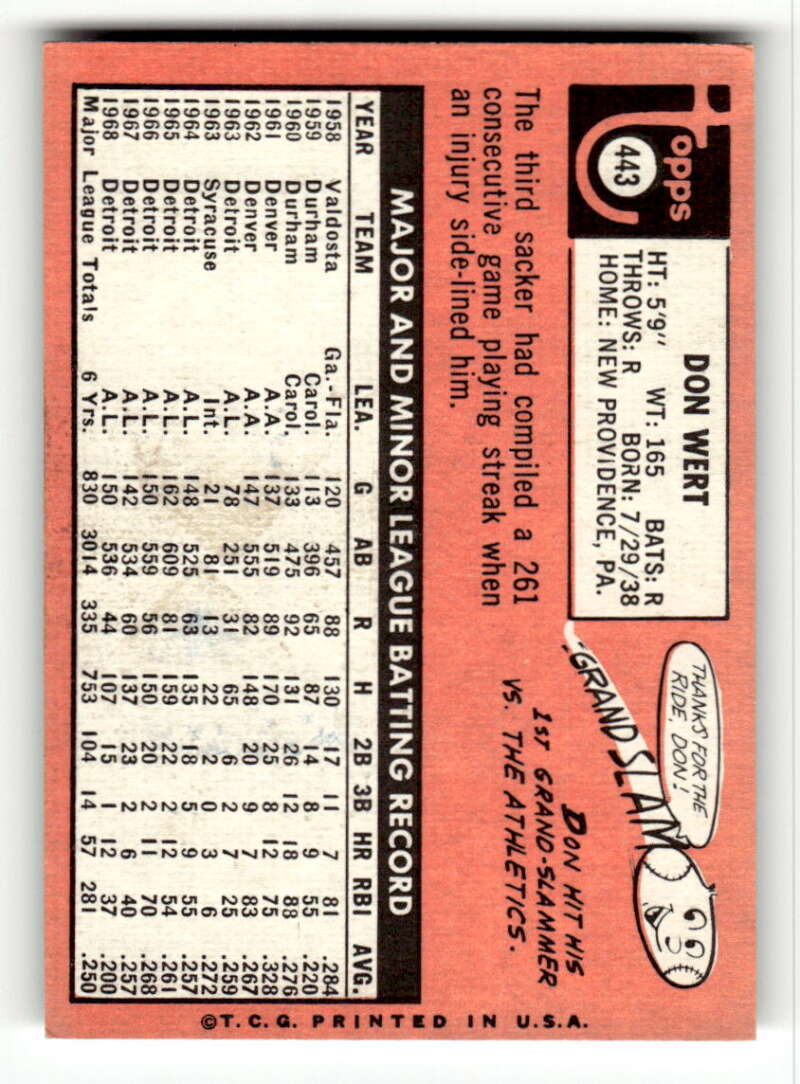 Topps
443
DON WERT
HT: 5'9" WT: 165 BATS: R
THROWS: R BORN: 7/29/38
HOME: NEW PROVIDENCE, PA.
THANKS FOR THE
RIDE, DON!
GRAND SLAM
DON HIT HIS
1ST GRAND-SLAMMER
VS. THE ATHLETICS.
The third sacker had compiled a 261
consecutive game playing streak when
an injury side-lined him.
MAJOR AND MINOR LEAGUE BATTING RECORD
YEAR TEAM LEA. G AB R H 2B 3B HR RBI AVG.
1958 Valdosta Ga.-Fla. 120 457 88 130 17 11 7 81 .284
1959 Durham Carol. 113 396 65 87 14 8 9 55 .220
1960 Durham Carol. 133 475 92 131 26 12 18 88 .276
1961 Denver A.A. 137 519 89 170 25 8 12 75 .328
1962 Denver A.A. 147 555 82 148 20 9 7 83 .267
1963 Detroit A.L. 78 251 31 65 6 2 7 25 .259
1963 Syracuse Int. 21 81 13 22 2 0 3 6 .272
1964 Detroit A.L. 148 525 63 135 18 5 9 55 .257
1965 Detroit A.L. 162 609 81 159 22 2 12 54 .261
1966 Detroit A.L. 150 559 56 150 20 2 11 70 .268
1967 Detroit A.L. 142 534 60 137 23 2 6 40 .257
1968 Detroit A.L. 150 536 44 107 15 1 12 37 .200
Major League Totals 6 Yrs. 830 3014 335 753 104 14 57 281 .250
©T.C.G. PRINTED IN U.S.A.